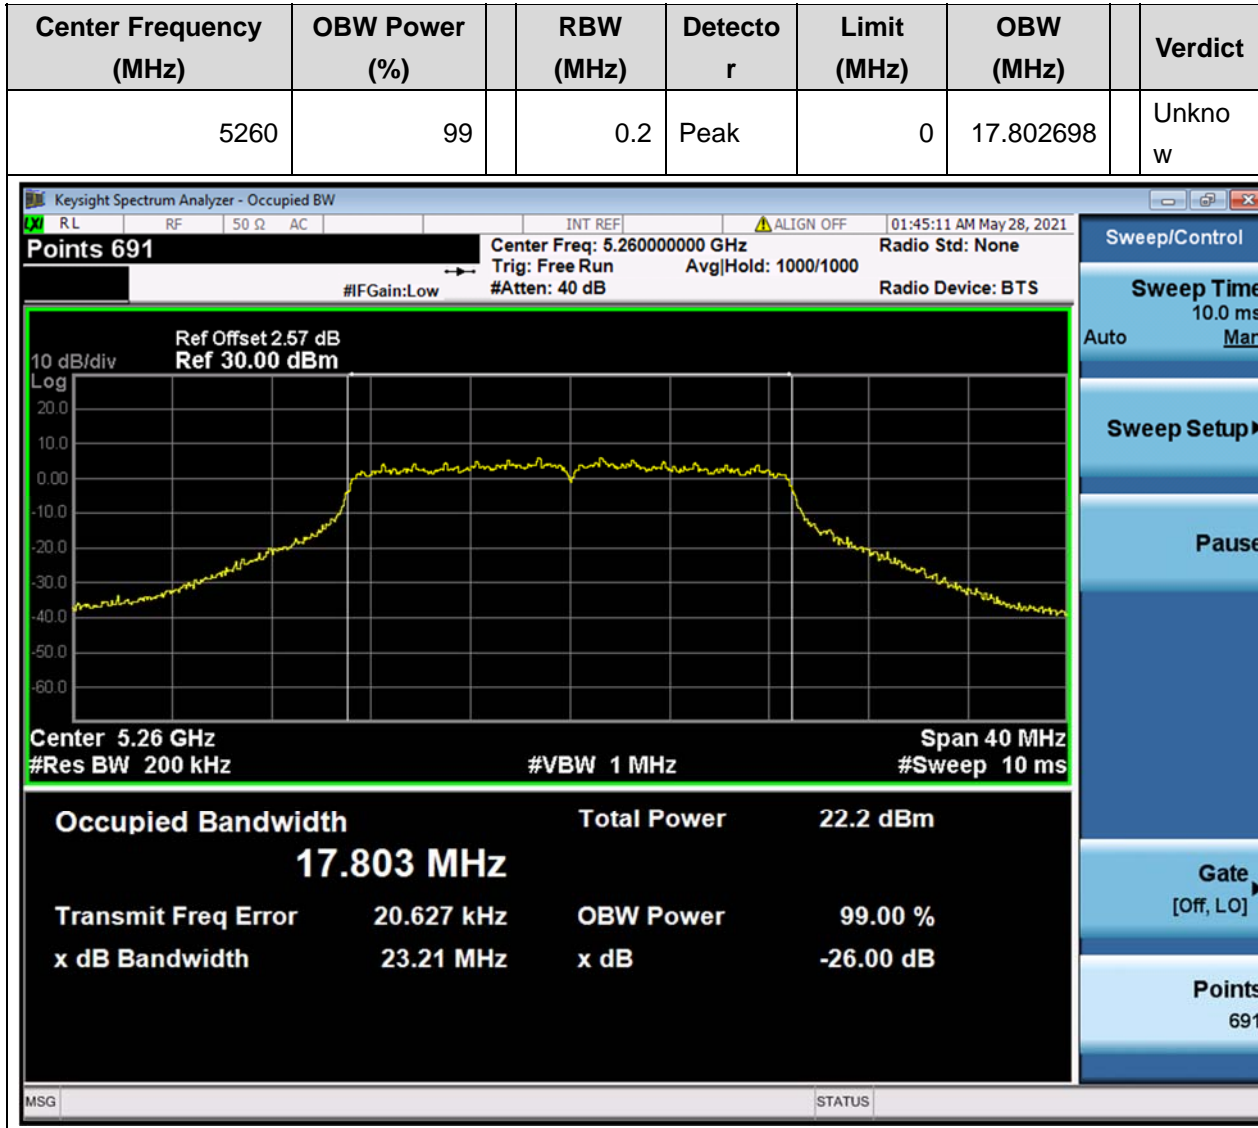 Center Frequency (MHz) OBW Power (%) RBW (MHz) Detecto r Limit (MHz) OBW (MHz) Verdict
5260 99 0.2 Peak 0 17.802698 Unkno w
Keysight Spectrum Analyzer - Occupied BW
LXI RL RF 50 Ω AC INT REF ALIGN OFF 01:45:11 AM May 28, 2021
Points 691
Center Freq: 5.260000000 GHz Radio Std: None
Trig: Free Run Avg|Hold: 1000/1000
#IFGain:Low #Atten: 40 dB Radio Device: BTS
Ref Offset 2.57 dB
10 dB/div Ref 30.00 dBm
Log
20.0
10.0
0.00
-10.0
-20.0
-30.0
-40.0
-50.0
-60.0
Center 5.26 GHz Span 40 MHz
#Res BW 200 kHz #VBW 1 MHz #Sweep 10 ms
Occupied Bandwidth Total Power 22.2 dBm
17.803 MHz
Transmit Freq Error 20.627 kHz OBW Power 99.00 %
x dB Bandwidth 23.21 MHz x dB -26.00 dB
MSG STATUS
Sweep/Control
Sweep Time
10.0 ms
Auto Man
Sweep Setup
Pause
Gate
[Off, LO]
Points
691